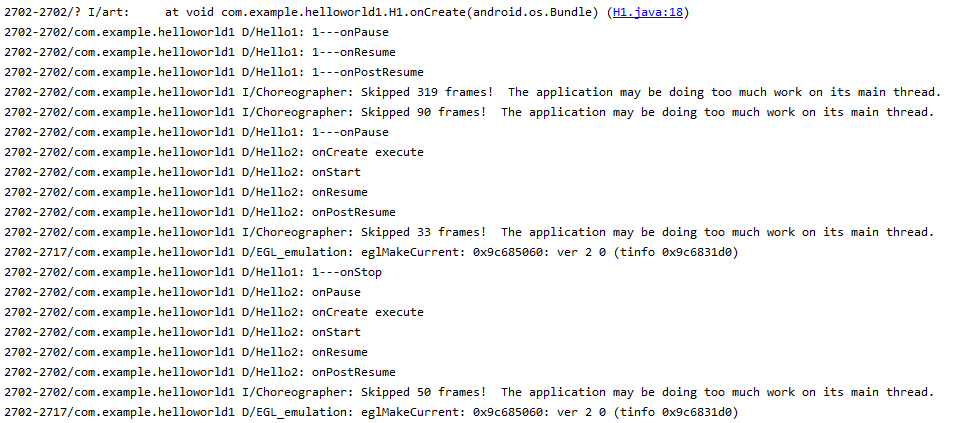 2702-2702/? I/art:     at void com.example.helloworld1.H1.onCreate(android.os.Bundle) (H1.java:18)
2702-2702/com.example.helloworld1 D/Hello1: 1---onPause
2702-2702/com.example.helloworld1 D/Hello1: 1---onResume
2702-2702/com.example.helloworld1 D/Hello1: 1---onPostResume
2702-2702/com.example.helloworld1 I/Choreographer: Skipped 319 frames!  The application may be doing too much work on its main thread.
2702-2702/com.example.helloworld1 I/Choreographer: Skipped 90 frames!  The application may be doing too much work on its main thread.
2702-2702/com.example.helloworld1 D/Hello1: 1---onPause
2702-2702/com.example.helloworld1 D/Hello2: onCreate execute
2702-2702/com.example.helloworld1 D/Hello2: onStart
2702-2702/com.example.helloworld1 D/Hello2: onResume
2702-2702/com.example.helloworld1 D/Hello2: onPostResume
2702-2702/com.example.helloworld1 I/Choreographer: Skipped 33 frames!  The application may be doing too much work on its main thread.
2702-2717/com.example.helloworld1 D/EGL_emulation: eglMakeCurrent: 0x9c685060: ver 2 0 (tinfo 0x9c6831d0)
2702-2702/com.example.helloworld1 D/Hello1: 1---onStop
2702-2702/com.example.helloworld1 D/Hello2: onPause
2702-2702/com.example.helloworld1 D/Hello2: onCreate execute
2702-2702/com.example.helloworld1 D/Hello2: onStart
2702-2702/com.example.helloworld1 D/Hello2: onResume
2702-2702/com.example.helloworld1 D/Hello2: onPostResume
2702-2702/com.example.helloworld1 I/Choreographer: Skipped 50 frames!  The application may be doing too much work on its main thread.
2702-2717/com.example.helloworld1 D/EGL_emulation: eglMakeCurrent: 0x9c685060: ver 2 0 (tinfo 0x9c6831d0)